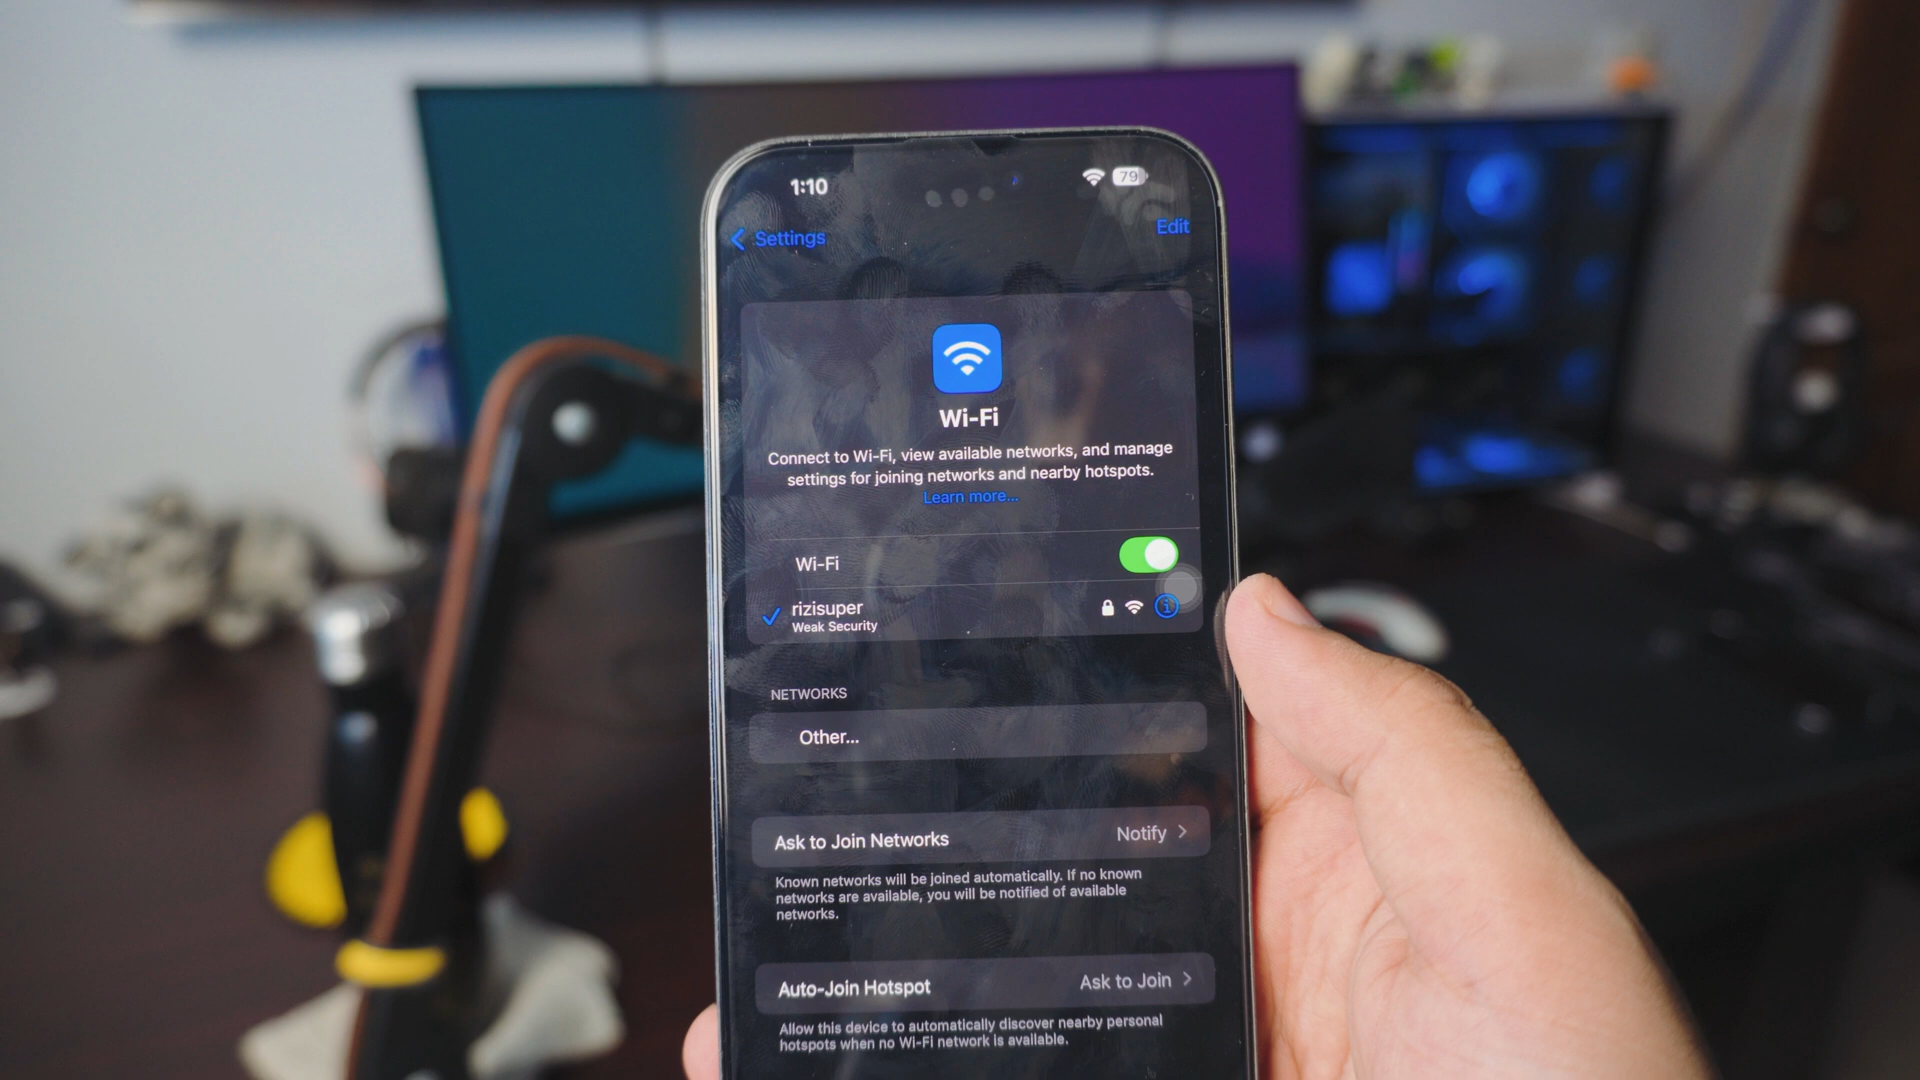 1:10
79
Settings
Edit
Wi-Fi
Connect to Wi-Fi, view available networks, and manage
settings for joining networks and nearby hotspots.
Learn more...
Wi-Fi
rizisuper
Weak Security
NETWORKS
Other...
Ask to Join Networks
Notify
Known networks will be joined automatically. If no known
networks are available, you will be notified of available
networks.
Auto-Join Hotspot
Ask to Join
Allow this device to automatically discover nearby personal
hotspots when no Wi-Fi network is available.